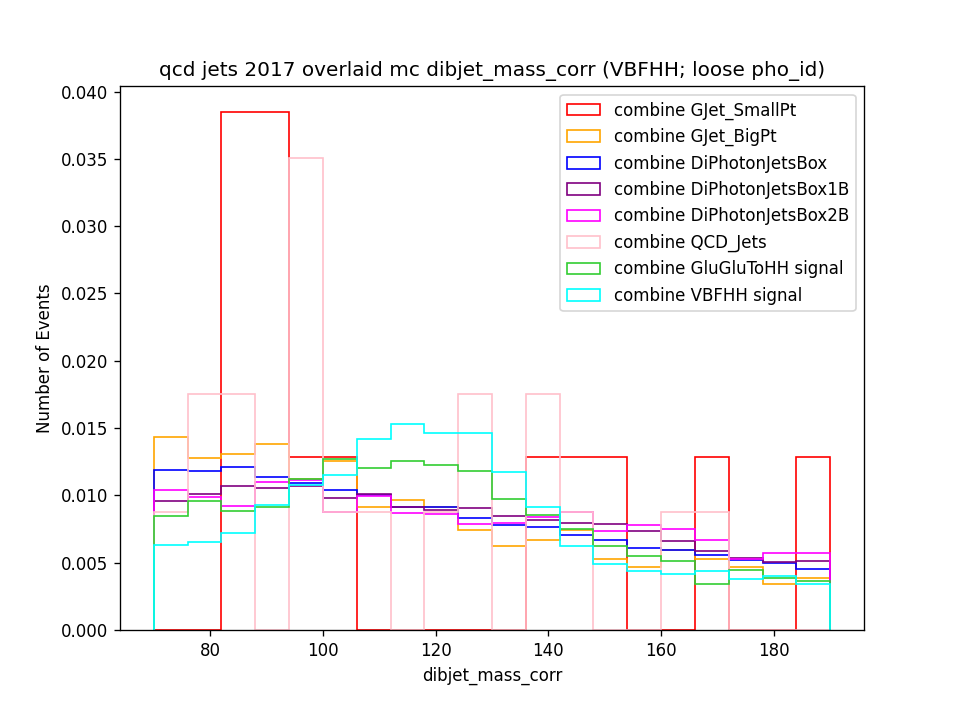 qcd jets 2017 overlaid mc dibjet_mass_corr (VBFHH; loose pho_id)
0.040
0.035
0.030
0.025
0.020
0.015
0.010
0.005
0.000
Number of Events
combine GJet_SmallPt
combine GJet_BigPt
combine DiPhotonJetsBox
combine DiPhotonJetsBox1B
combine DiPhotonJetsBox2B
combine QCD_Jets
combine GluGluToHH signal
combine VBFHH signal
80 100 120 140 160 180
dibjet_mass_corr